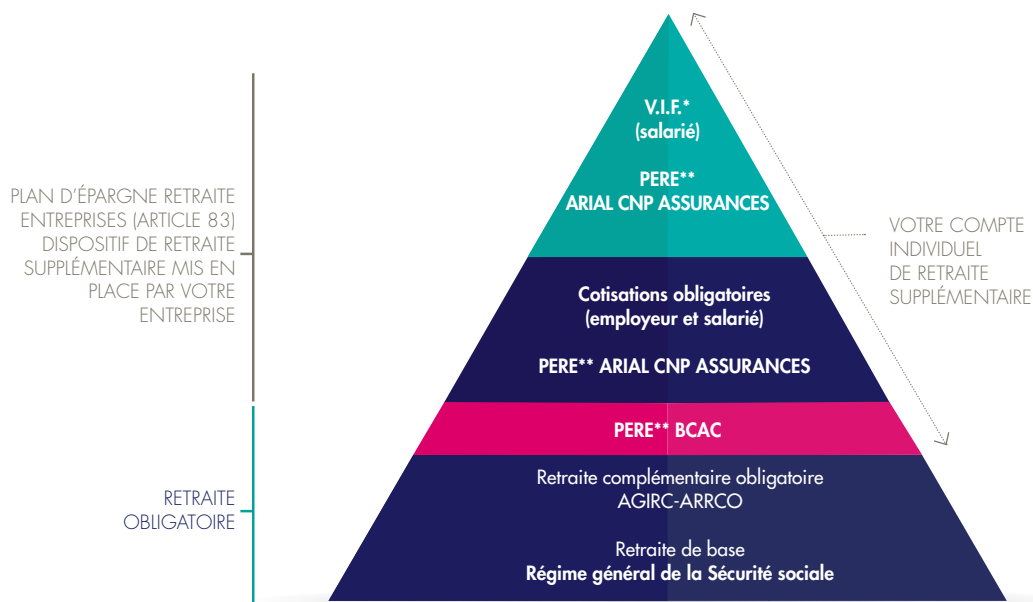 V.I.F.*
(salarié)
PERE**
ARIAL CNP ASSURANCES
PLAN D’ÉPARGNE RETRAITE
ENTREPRISES (ARTICLE 83)
DISPOSITIF DE RETRAITE
SUPPLÉMENTAIRE MIS EN
PLACE PAR VOTRE
ENTREPRISE
VOTRE COMPTE
INDIVIDUEL
DE RETRAITE
SUPPLÉMENTAIRE
Cotisations obligatoires
(employeur et salarié)
PERE** ARIAL CNP ASSURANCES
PERE** BCAC
RETRAITE
OBLIGATOIRE
Retraite complémentaire obligatoire
AGIRC-ARRCO
Retraite de base
Régime général de la Sécurité sociale